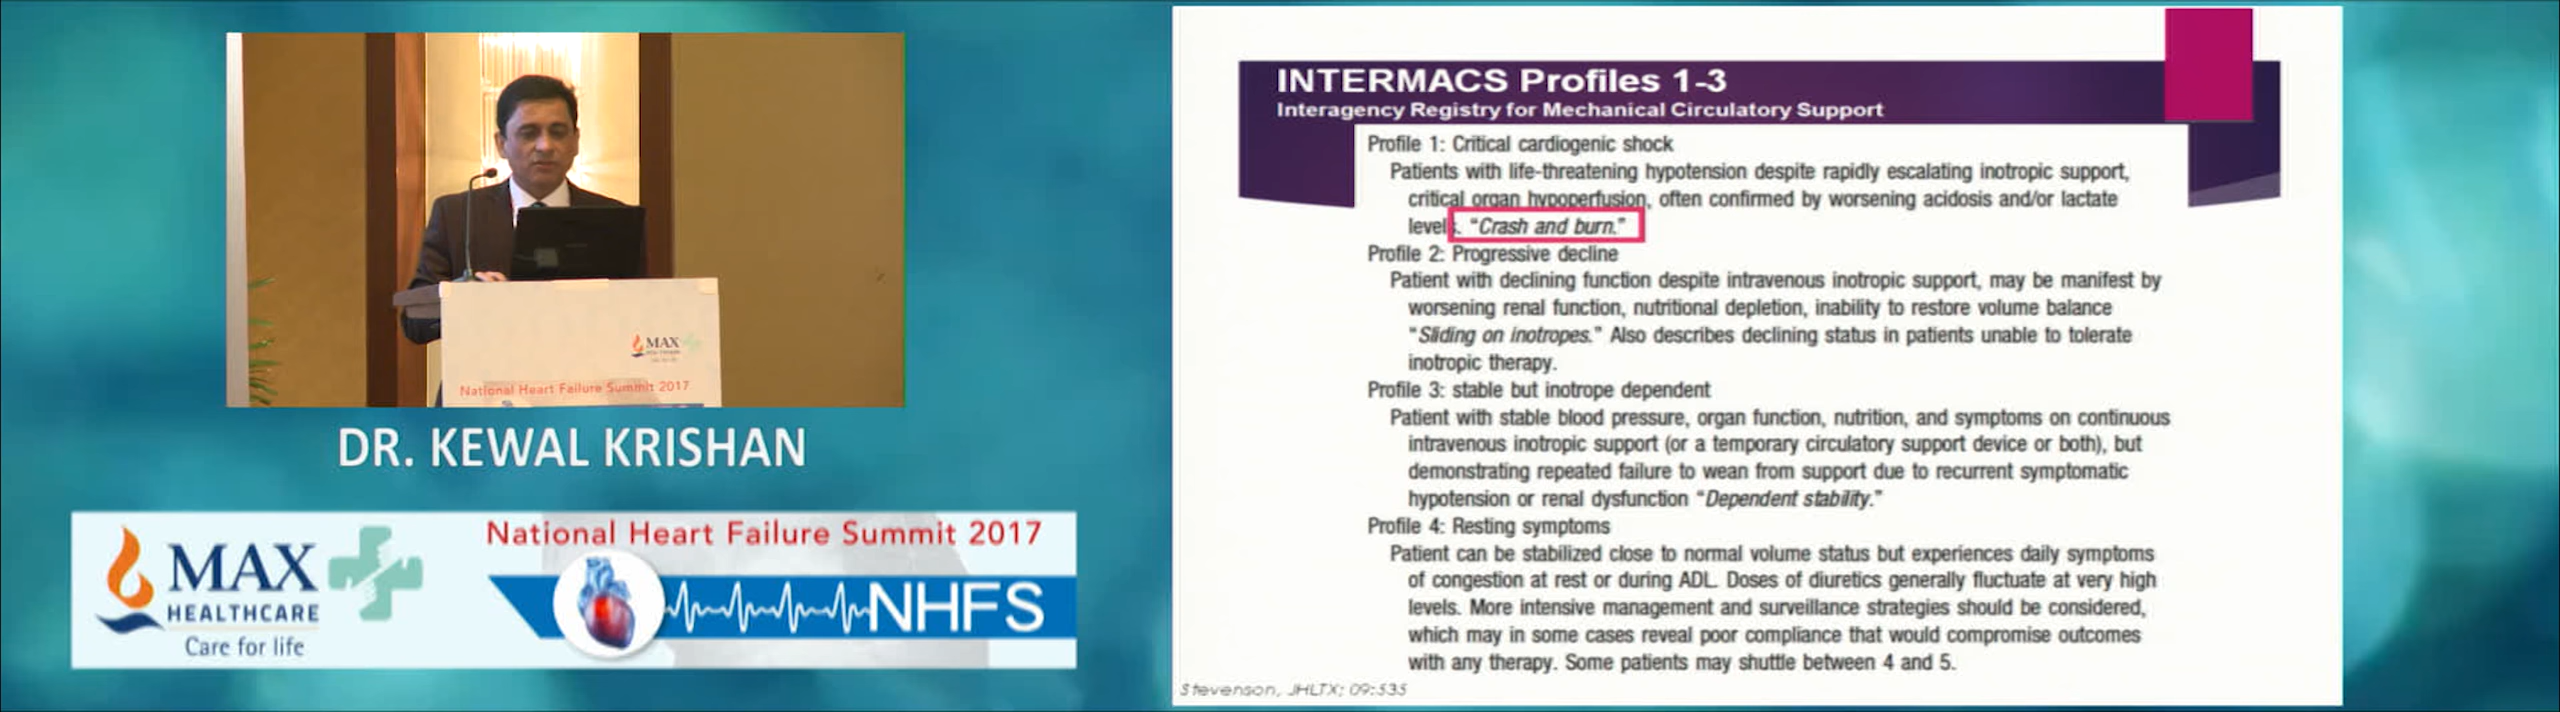 MAX
HEALTHCARE
National Heart Failure Summit 2017
DR. KEWAL KRISHAN
MAX
HEALTHCARE
Care for life
National Heart Failure Summit 2017
NHFS
INTERMACS Profiles 1-3
Interagency Registry for Mechanical Circulatory Support
Profile 1: Critical cardiogenic shock
Patients with life-threatening hypotension despite rapidly escalating inotropic support,
critical organ hypoperfusion, often confirmed by worsening acidosis and/or lactate
levels. “Crash and burn.”
Profile 2: Progressive decline
Patient with declining function despite intravenous inotropic support, may be manifest by
worsening renal function, nutritional depletion, inability to restore volume balance
“Sliding on inotropes.” Also describes declining status in patients unable to tolerate
inotropic therapy.
Profile 3: stable but inotrope dependent
Patient with stable blood pressure, organ function, nutrition, and symptoms on continuous
intravenous inotropic support (or a temporary circulatory support device or both), but
demonstrating repeated failure to wean from support due to recurrent symptomatic
hypotension or renal dysfunction “Dependent stability.”
Profile 4: Resting symptoms
Patient can be stabilized close to normal volume status but experiences daily symptoms
of congestion at rest or during ADL. Doses of diuretics generally fluctuate at very high
levels. More intensive management and surveillance strategies should be considered,
which may in some cases reveal poor compliance that would compromise outcomes
with any therapy. Some patients may shuttle between 4 and 5.
Stevenson, JHLTX; 09:535